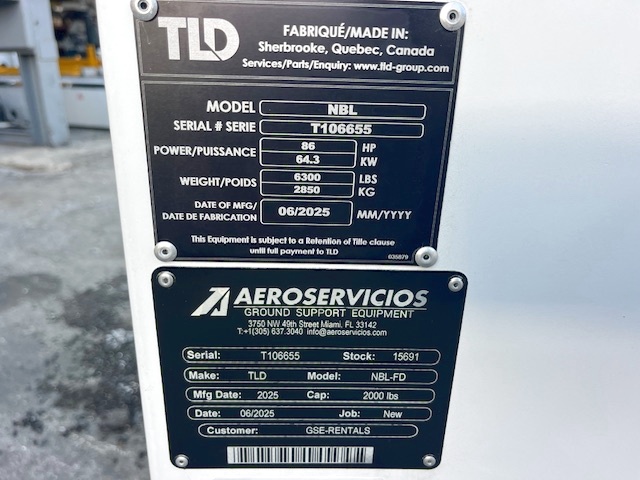 TLD
FABRIQUÉ/MADE IN:
Sherbrooke, Quebec, Canada
Services/Parts/Enquiry: www.tld-group.com
MODEL NBL
SERIAL # SERIE T106655
POWER/PUISSANCE 86 HP
64.3 KW
WEIGHT/POIDS 6300 LBS
2850 KG
DATE OF MFG/
DATE DE FABRICATION 06/2025 MM/YYYY
This Equipment is subject to a Retention of Title clause
until full payment to TLD
035879
AEROSERVICIOS
GROUND SUPPORT EQUIPMENT
3750 NW 49th Street Miami, FL 33142
T:+1(305) 637.3040 info@aeroservicios.com
Serial: T106655 Stock: 15691
Make: TLD Model: NBL-FD
Mfg Date: 2025 Cap: 2000 lbs
Date: 06/2025 Job: New
Customer: GSE-RENTALS